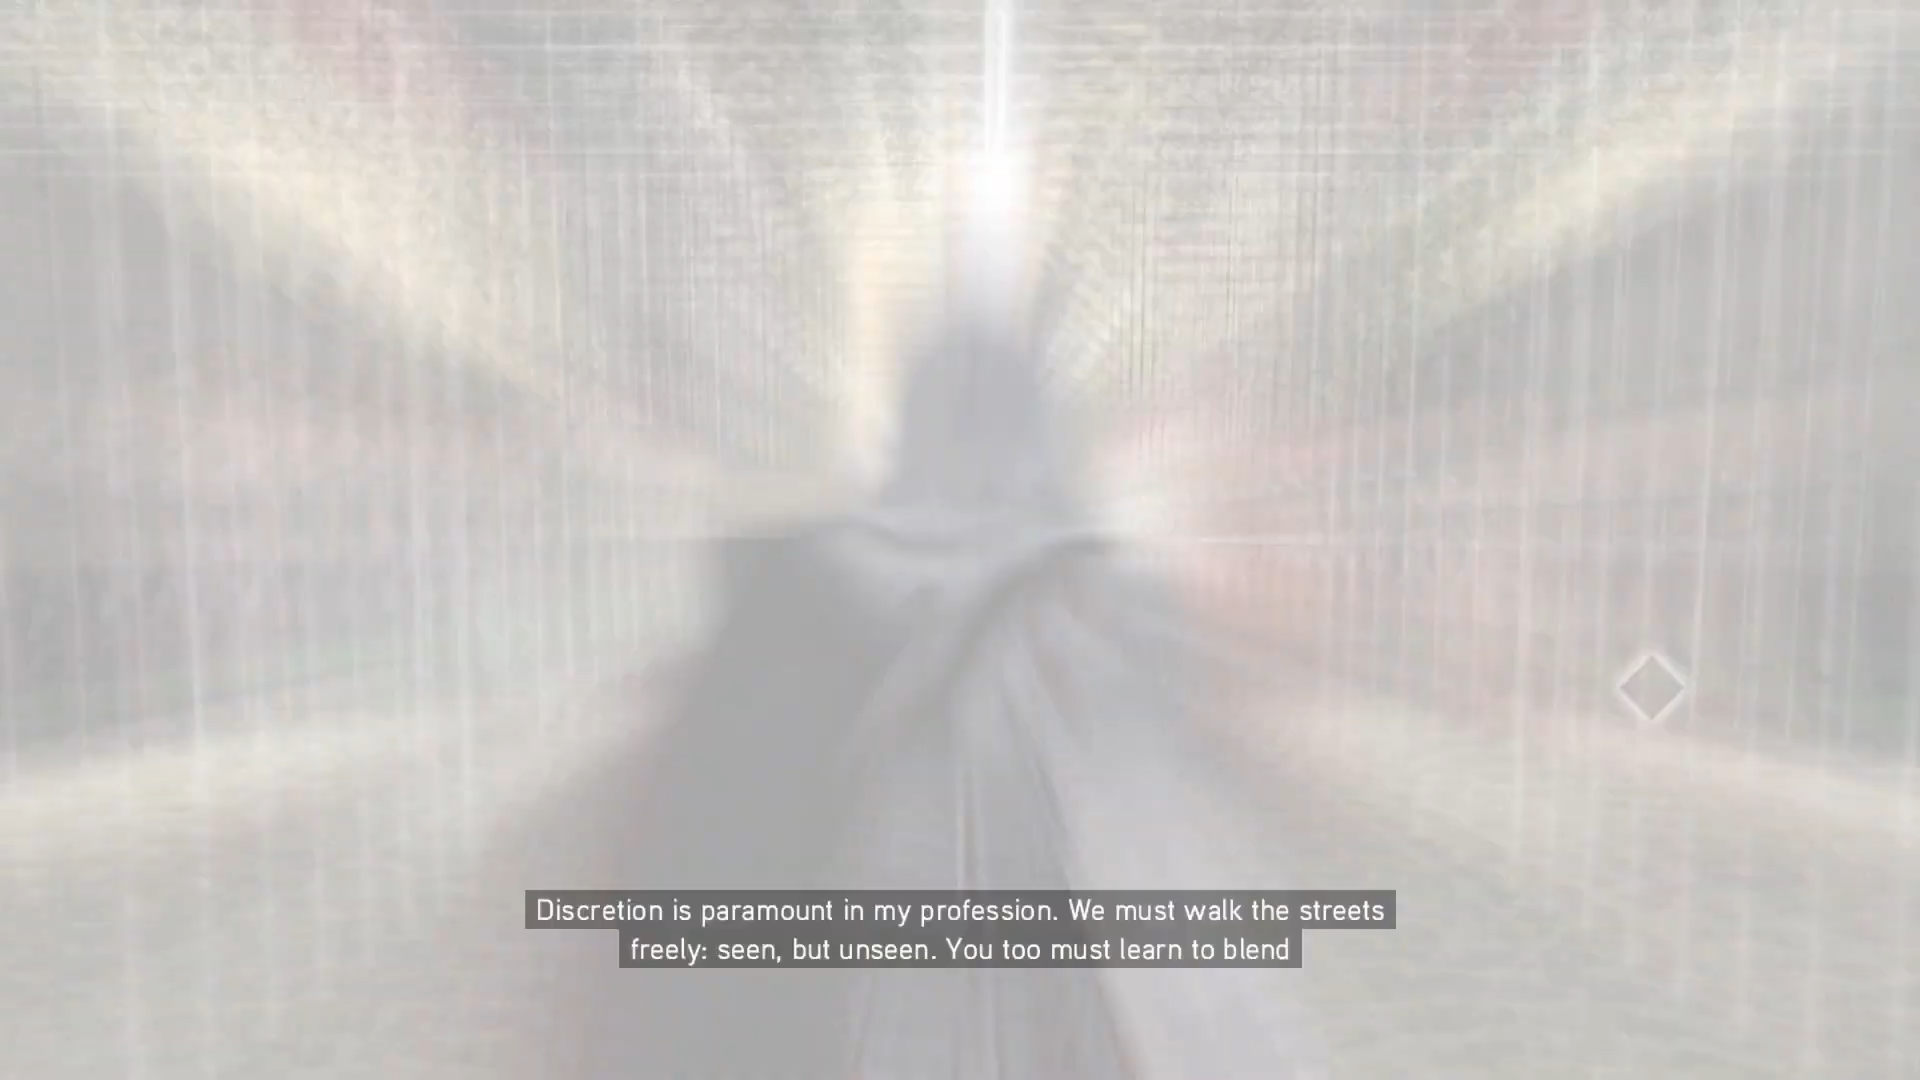 Discretion is paramount in my profession. We must walk the streets
freely: seen, but unseen. You too must learn to blend